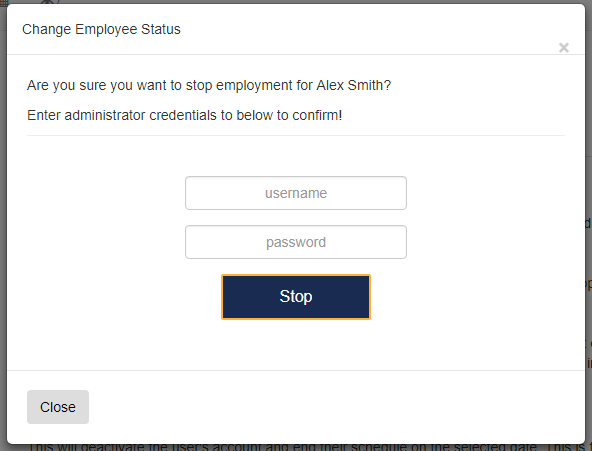 Change Employee Status
×
Are you sure you want to stop employment for Alex Smith?
Enter administrator credentials to below to confirm!
username
password
Stop
Close
This will deactivate the user's account and end their schedule on the selected date. This is